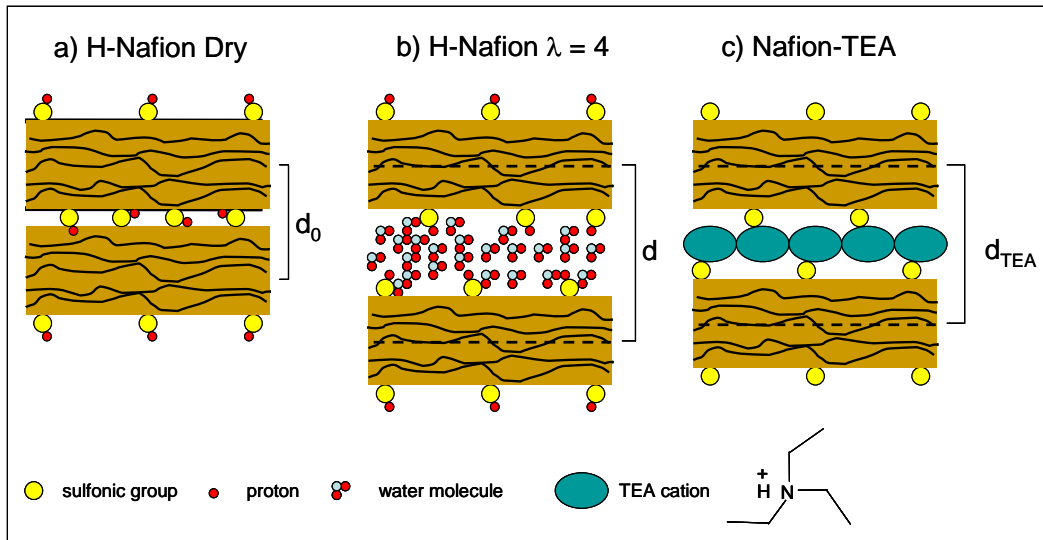 a) H-Nafion Dry
b) H-Nafion λ = 4
c) Nafion-TEA
d0
d
dTEA
sulfonic group
proton
water molecule
TEA cation
+
H
N